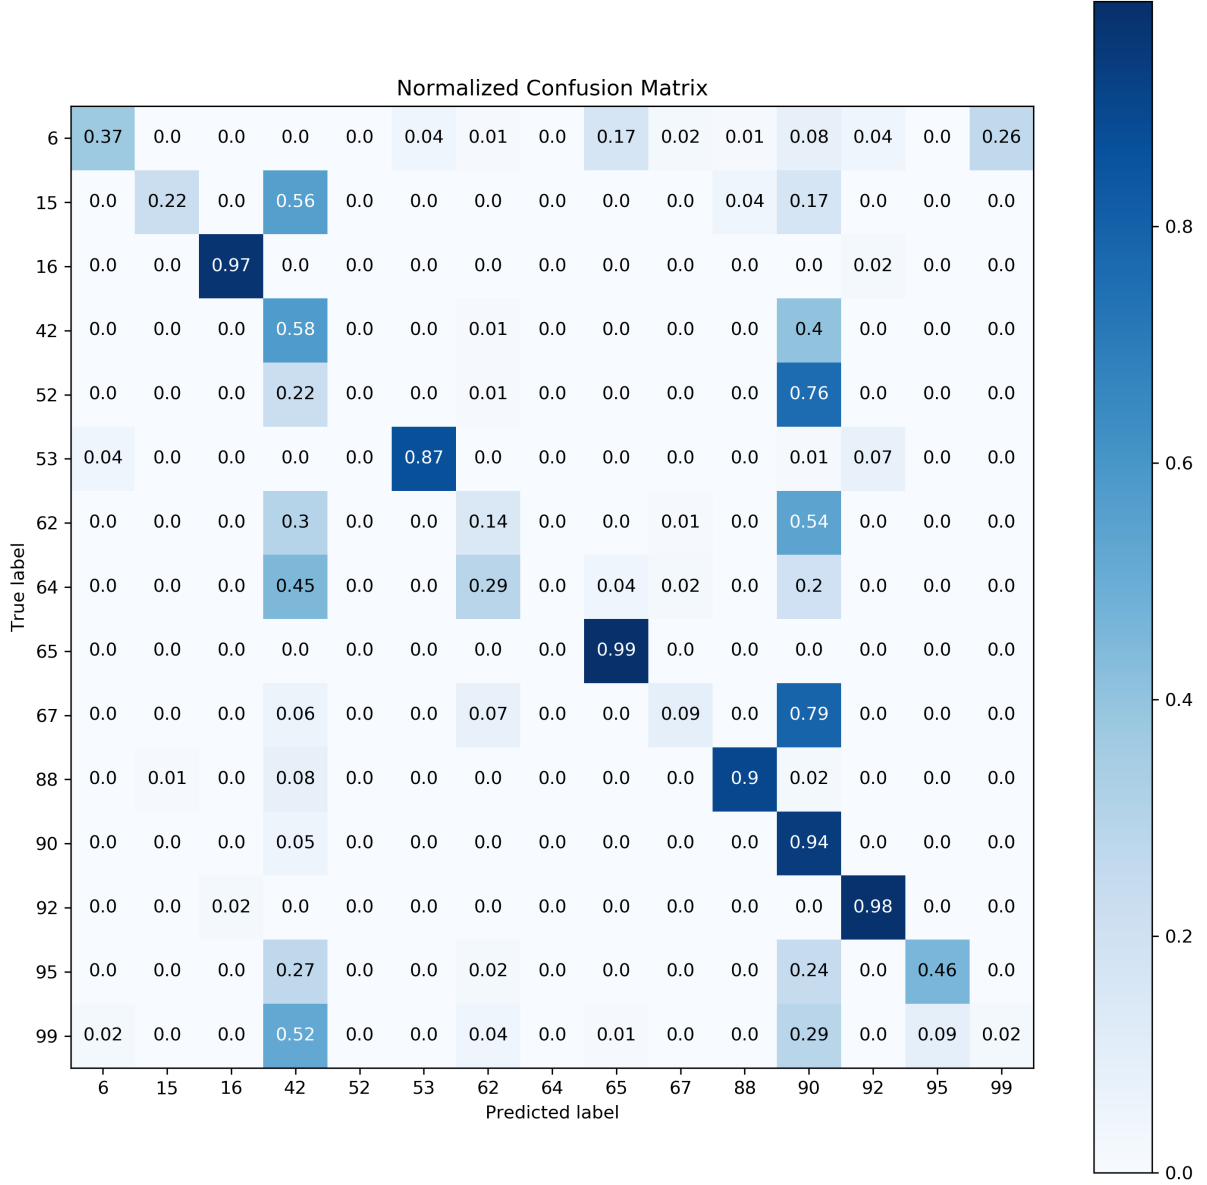 Normalized Confusion Matrix
6 0.37 0.0 0.0 0.0 0.0 0.04 0.01 0.0 0.17 0.02 0.01 0.08 0.04 0.0 0.26
15 0.0 0.22 0.0 0.56 0.0 0.0 0.0 0.0 0.0 0.0 0.04 0.17 0.0 0.0 0.0
16 0.0 0.0 0.97 0.0 0.0 0.0 0.0 0.0 0.0 0.0 0.0 0.0 0.02 0.0 0.0
42 0.0 0.0 0.0 0.58 0.0 0.0 0.01 0.0 0.0 0.0 0.0 0.4 0.0 0.0 0.0
52 0.0 0.0 0.0 0.22 0.0 0.0 0.01 0.0 0.0 0.0 0.0 0.76 0.0 0.0 0.0
53 0.04 0.0 0.0 0.0 0.0 0.87 0.0 0.0 0.0 0.0 0.0 0.01 0.07 0.0 0.0
62 0.0 0.0 0.0 0.3 0.0 0.0 0.14 0.0 0.0 0.01 0.0 0.54 0.0 0.0 0.0
64 0.0 0.0 0.0 0.45 0.0 0.0 0.29 0.0 0.04 0.02 0.0 0.2 0.0 0.0 0.0
65 0.0 0.0 0.0 0.0 0.0 0.0 0.0 0.0 0.99 0.0 0.0 0.0 0.0 0.0 0.0
67 0.0 0.0 0.0 0.06 0.0 0.0 0.07 0.0 0.0 0.09 0.0 0.79 0.0 0.0 0.0
88 0.0 0.01 0.0 0.08 0.0 0.0 0.0 0.0 0.0 0.0 0.9 0.02 0.0 0.0 0.0
90 0.0 0.0 0.0 0.05 0.0 0.0 0.0 0.0 0.0 0.0 0.0 0.94 0.0 0.0 0.0
92 0.0 0.0 0.02 0.0 0.0 0.0 0.0 0.0 0.0 0.0 0.0 0.0 0.98 0.0 0.0
95 0.0 0.0 0.0 0.27 0.0 0.0 0.02 0.0 0.0 0.0 0.0 0.24 0.0 0.46 0.0
99 0.02 0.0 0.0 0.52 0.0 0.0 0.04 0.0 0.01 0.0 0.0 0.29 0.0 0.09 0.02
6 15 16 42 52 53 62 64 65 67 88 90 92 95 99
Predicted label
True label
0.8
0.6
0.4
0.2
0.0